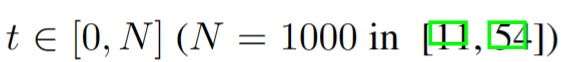 t ∈ [0, N] (N = 1000 in [11, 54])